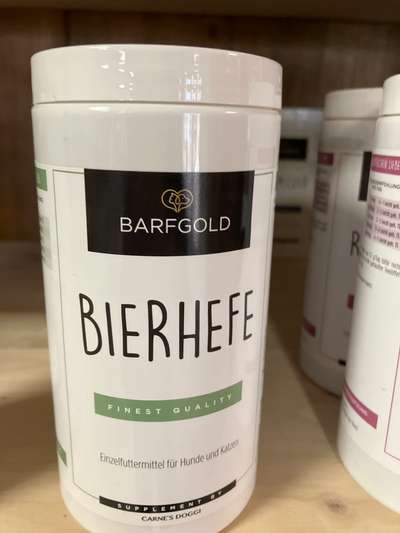 BARFGOLD
BIERHEFE
FINEST QUALITY
Einzelfuttermittel für Hunde und Katzen
SUPPLEMENT BY
CARNE'S DOGGI